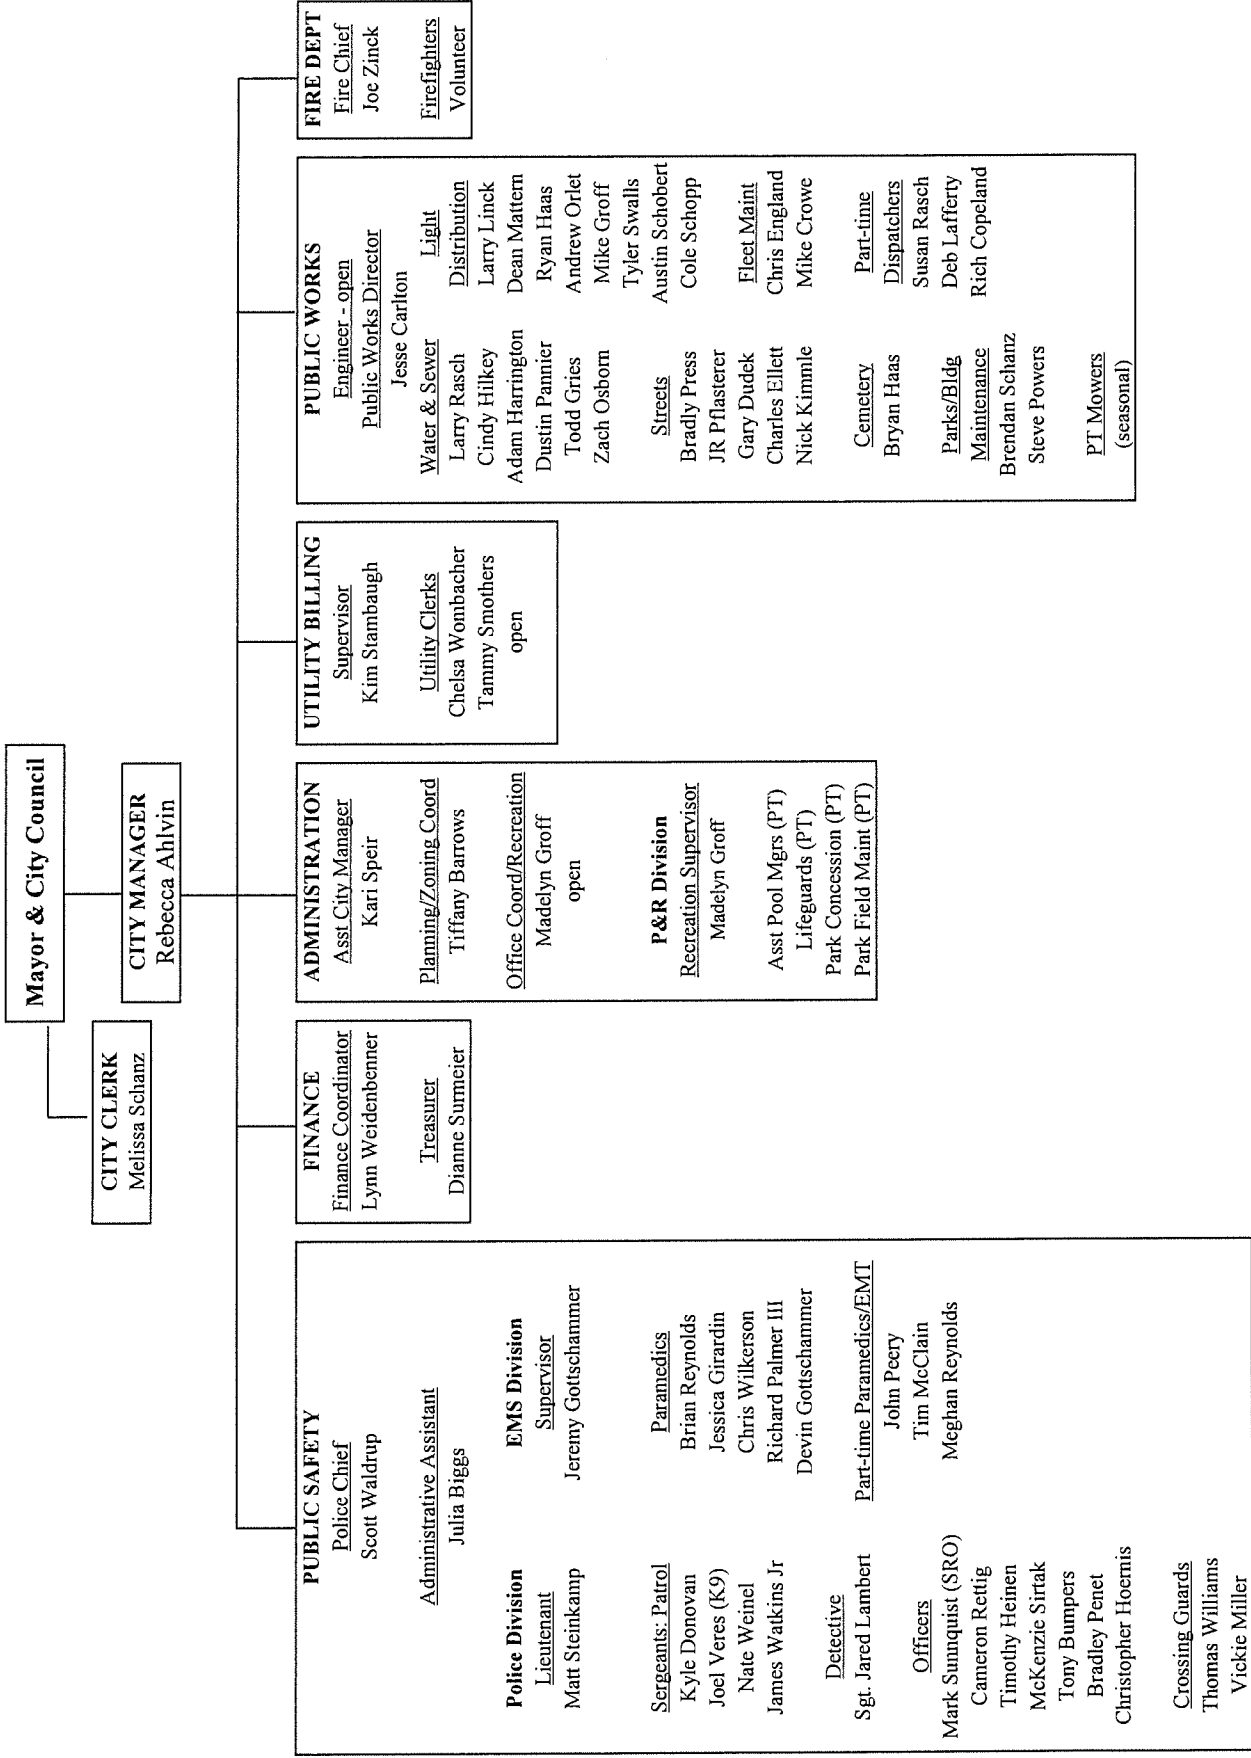 Mayor & City Council
CITY CLERK
Melissa Schanz
CITY MANAGER
Rebecca Ahlvin
PUBLIC SAFETY
Police Chief
Scott Waldrup
Administrative Assistant
Julia Biggs
Police Division
Lieutenant
Matt Steinkamp
Sergeants: Patrol
Kyle Donovan
Joel Veres (K9)
Nate Weinel
James Watkins Jr
Detective
Sgt. Jared Lambert
Officers
Mark Sunnquist (SRO)
Cameron Rettig
Timothy Heinen
McKenzie Sirtak
Tony Bumpers
Bradley Penet
Christopher Hoernis
Crossing Guards
Thomas Williams
Vickie Miller
EMS Division
Supervisor
Jeremy Gottschammer
Paramedics
Brian Reynolds
Jessica Girardin
Chris Wilkerson
Richard Palmer III
Devin Gottschammer
Part-time Paramedics/EMT
John Peery
Tim McClain
Meghan Reynolds
FINANCE
Finance Coordinator
Lynn Weidenbenner
Treasurer
Dianne Surmeier
ADMINISTRATION
Asst City Manager
Kari Speir
Planning/Zoning Coord
Tiffany Barrows
Office Coord/Recreation
Madelyn Groff
open
P&R Division
Recreation Supervisor
Madelyn Groff
Asst Pool Mgrs (PT)
Lifeguards (PT)
Park Concession (PT)
Park Field Maint (PT)
UTILITY BILLING
Supervisor
Kim Stambaugh
Utility Clerks
Chelsa Wombacher
Tammy Smothers
open
PUBLIC WORKS
Engineer - open
Public Works Director
Jesse Carlton
Water & Sewer
Larry Rasch
Cindy Hilkey
Adam Harrington
Dustin Pannier
Todd Gries
Zach Osborn
Streets
Bradly Press
JR Pflasterer
Gary Dudek
Charles Ellett
Nick Kimmle
Cemetery
Bryan Haas
Parks/Bldg
Maintenance
Brendan Schanz
Steve Powers
PT Mowers
(seasonal)
Light
Distribution
Larry Linck
Dean Mattern
Ryan Haas
Andrew Orlet
Mike Groff
Tyler Swalls
Austin Schobert
Cole Schopp
Fleet Maint
Chris England
Mike Crowe
Part-time
Dispatchers
Susan Rasch
Deb Lafferty
Rich Copeland
FIRE DEPT
Fire Chief
Joe Zinck
Firefighters
Volunteer